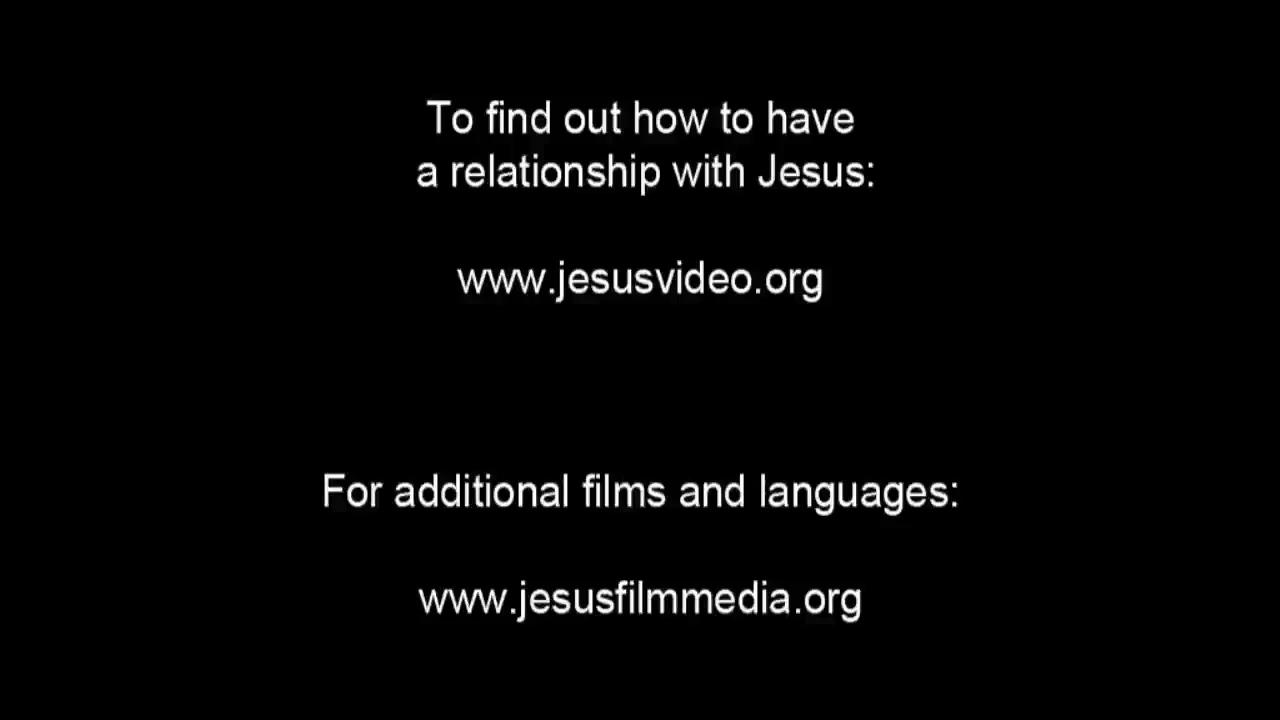 To find out how to have
a relationship with Jesus:
www.jesusvideo.org
For additional films and languages:
www.jesusfilmmedia.org